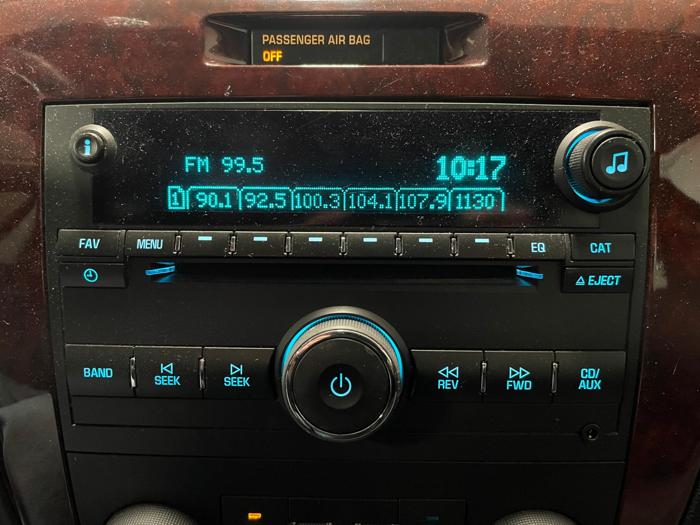 PASSENGER AIR BAG
OFF
i
FM 99.5 10:17
1 90.1 92.5 100.3 104.1 107.9 1130
FAV MENU EQ CAT
EJECT
BAND SEEK SEEK REV FWD CD/
AUX